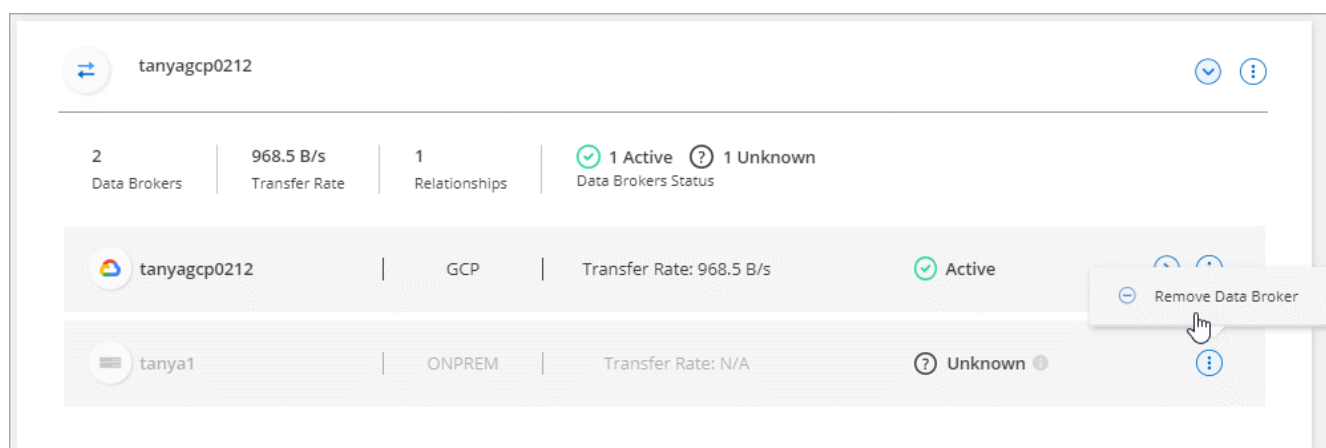 tanyagcp0212
2 968.5 B/s 1 1 Active ? 1 Unknown
Data Brokers Transfer Rate Relationships Data Brokers Status
tanyagcp0212 GCP Transfer Rate: 968.5 B/s Active
Remove Data Broker
tanya1 ONPREM Transfer Rate: N/A ? Unknown i